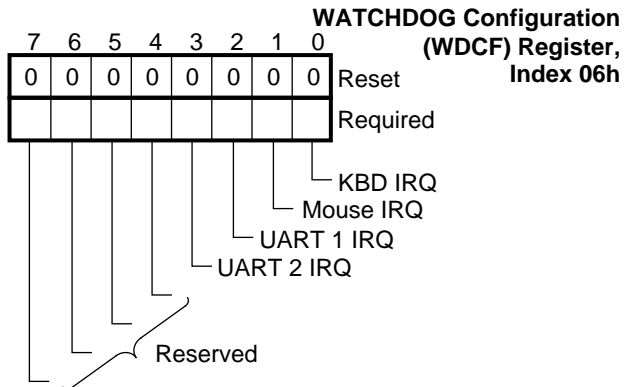 WATCHDOG Configuration
(WDCF) Register,
Index 06h
7 6 5 4 3 2 1 0
0 0 0 0 0 0 0 0 Reset
Required
KBD IRQ
Mouse IRQ
UART 1 IRQ
UART 2 IRQ
Reserved